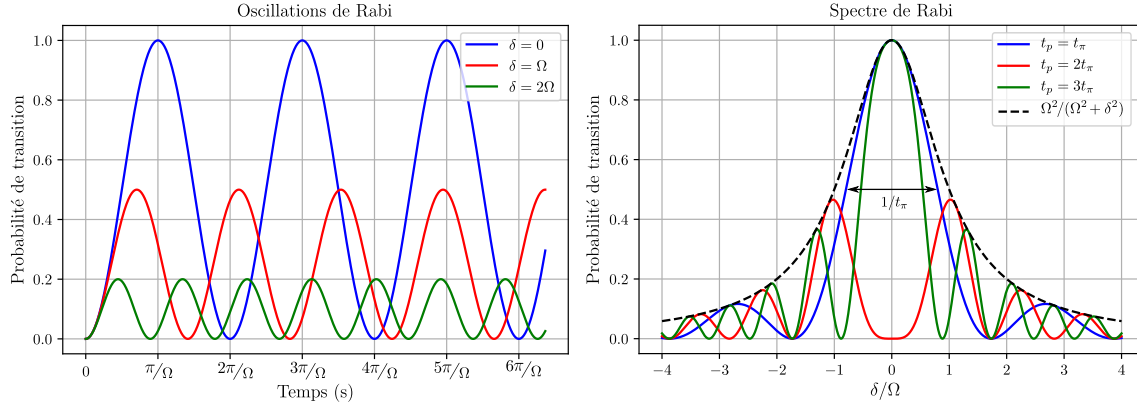 Oscillations de Rabi
Probabilité de transition
1.0
0.8
0.6
0.4
0.2
0.0
δ = 0
δ = Ω
δ = 2Ω
0
π/Ω
2π/Ω
3π/Ω
4π/Ω
5π/Ω
6π/Ω
Temps (s)
Spectre de Rabi
Probabilité de transition
1.0
0.8
0.6
0.4
0.2
0.0
t_p = t_π
t_p = 2t_π
t_p = 3t_π
Ω²/(Ω² + δ²)
1/t_π
−4
−3
−2
−1
0
1
2
3
4
δ/Ω